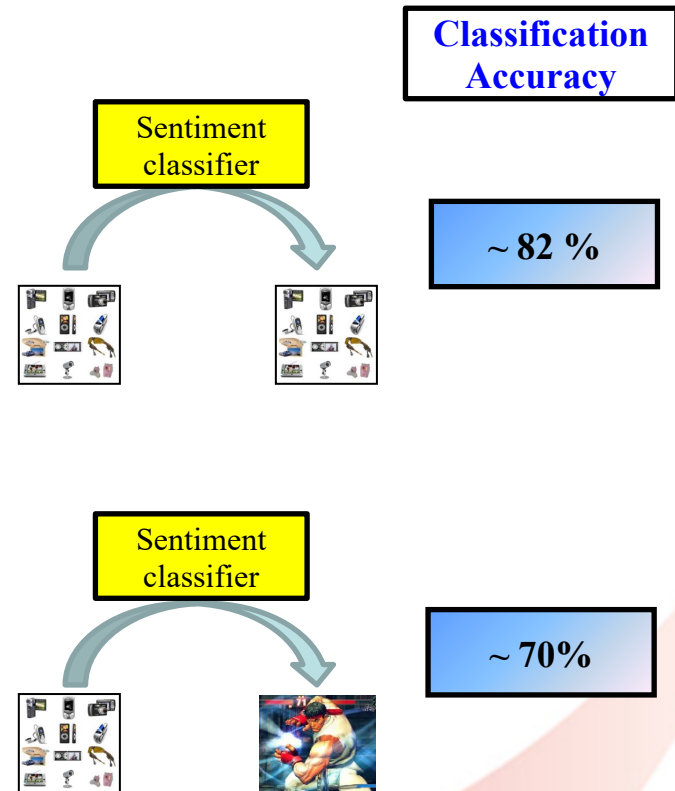 Classification
Accuracy
Sentiment
classifier
~ 82 %
Sentiment
classifier
~ 70%